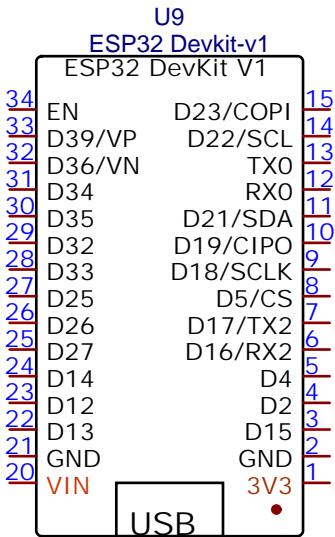 U9
ESP32 Devkit-v1
ESP32 DevKit V1
34 EN D23/COPI 15
33 D39/VP D22/SCL 14
32 D36/VN TX0 13
31 D34 RX0 12
30 D35 D21/SDA 11
29 D32 D19/CIPO 10
28 D33 D18/SCLK 9
27 D25 D5/CS 8
26 D26 D17/TX2 7
25 D27 D16/RX2 6
24 D14 D4 5
23 D12 D2 4
22 D13 D15 3
21 GND GND 2
20 VIN 3V3 1
USB